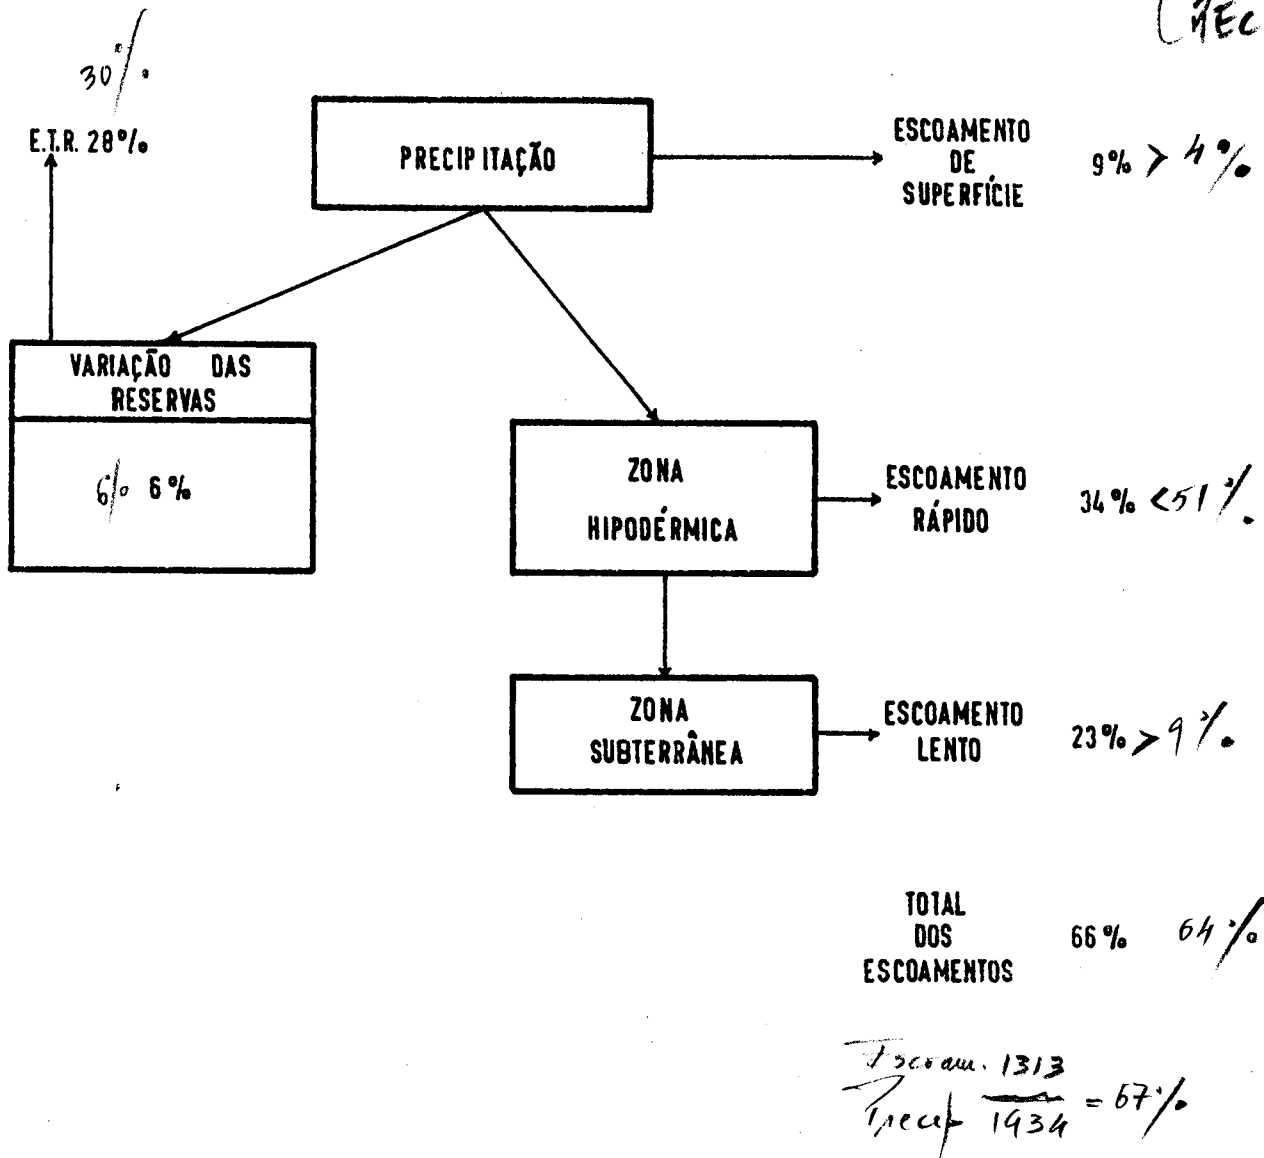 30%
E.T.R. 28%
PRECIPITAÇÃO
ESCOAMENTO
DE
SUPERFÍCIE
9% > 4%
VARIAÇÃO DAS
RESERVAS
6% 6%
ZONA
HIPODÉRMICA
ESCOAMENTO
RÁPIDO
34% <51%
ZONA
SUBTERRÂNEA
ESCOAMENTO
LENTO
23% > 9%
TOTAL
DOS
ESCOAMENTOS
66% 64%
Escoam. 1313
Precip 1934 = 67%